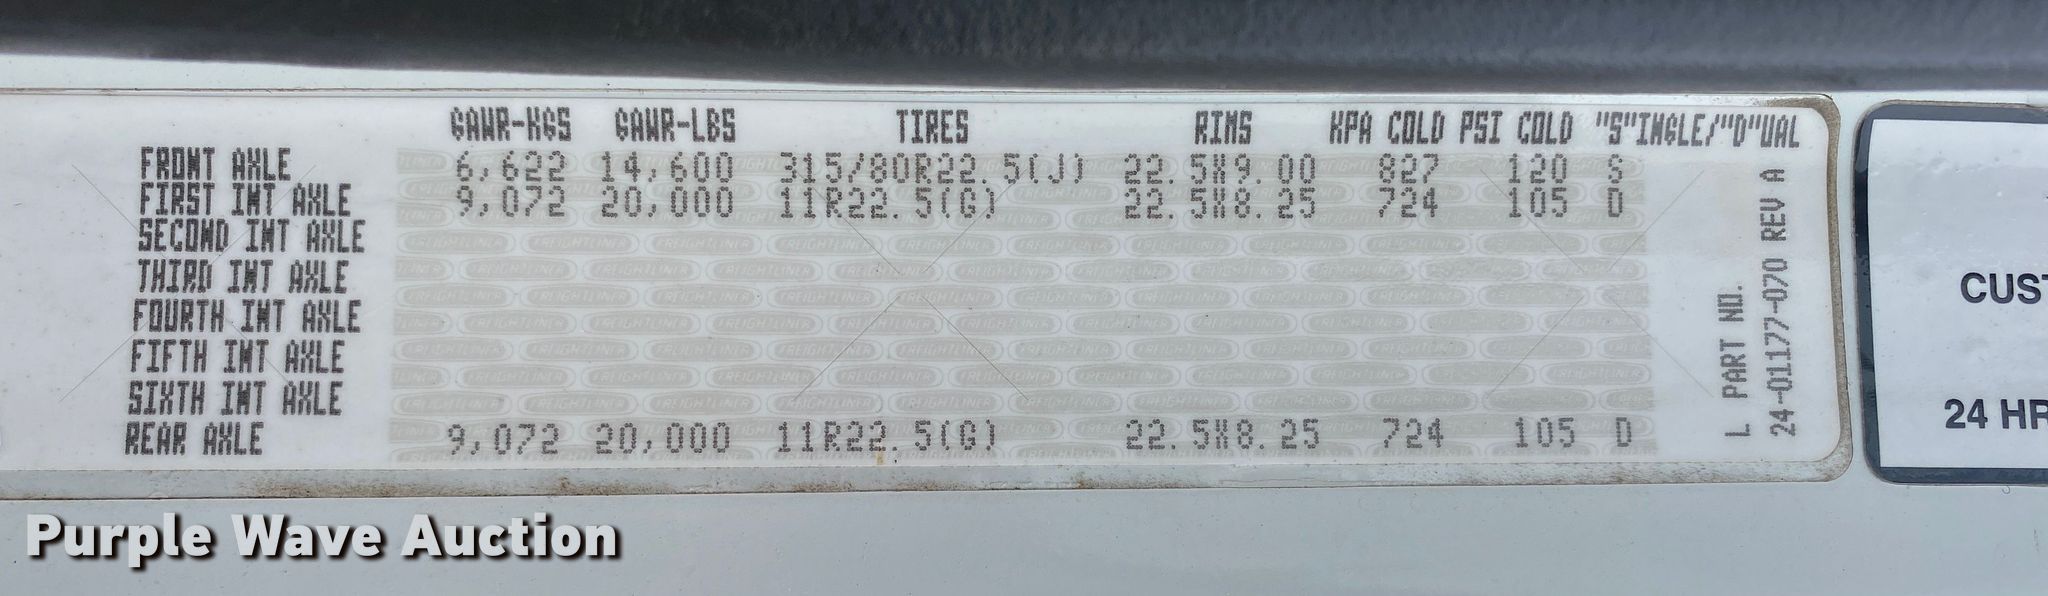 GAWR-KGS GAWR-LBS TIRES RIMS KPA COLD PSI COLD "S"INGLE/"D"UAL
FRONT AXLE 6,622 14,600 315/80R22.5(J) 22.5X9.00 827 120 S
FIRST INT AXLE 9,072 20,000 11R22.5(G) 22.5X8.25 724 105 D
SECOND INT AXLE
THIRD INT AXLE
FOURTH INT AXLE
FIFTH INT AXLE
SIXTH INT AXLE
REAR AXLE 9,072 20,000 11R22.5(G) 22.5X8.25 724 105 D
L PART NO.
24-01177-070 REV A
CUST
24 HR
Purple Wave Auction